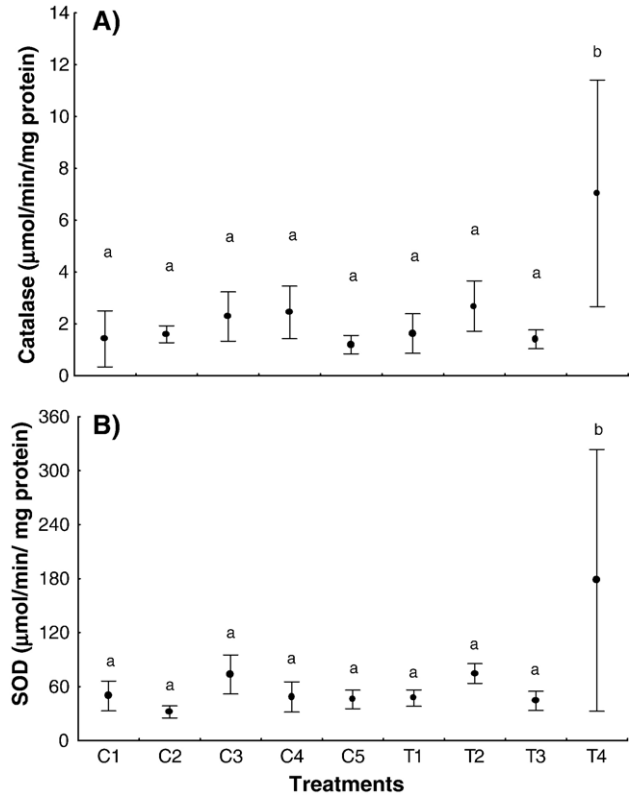 A)
Catalase (μmol/min/mg protein)
14
12
10
8
6
4
2
0
a a a a a a a a b
B)
SOD (μmol/min/ mg protein)
360
300
240
180
120
60
0
a a a a a a a a b
C1 C2 C3 C4 C5 T1 T2 T3 T4
Treatments